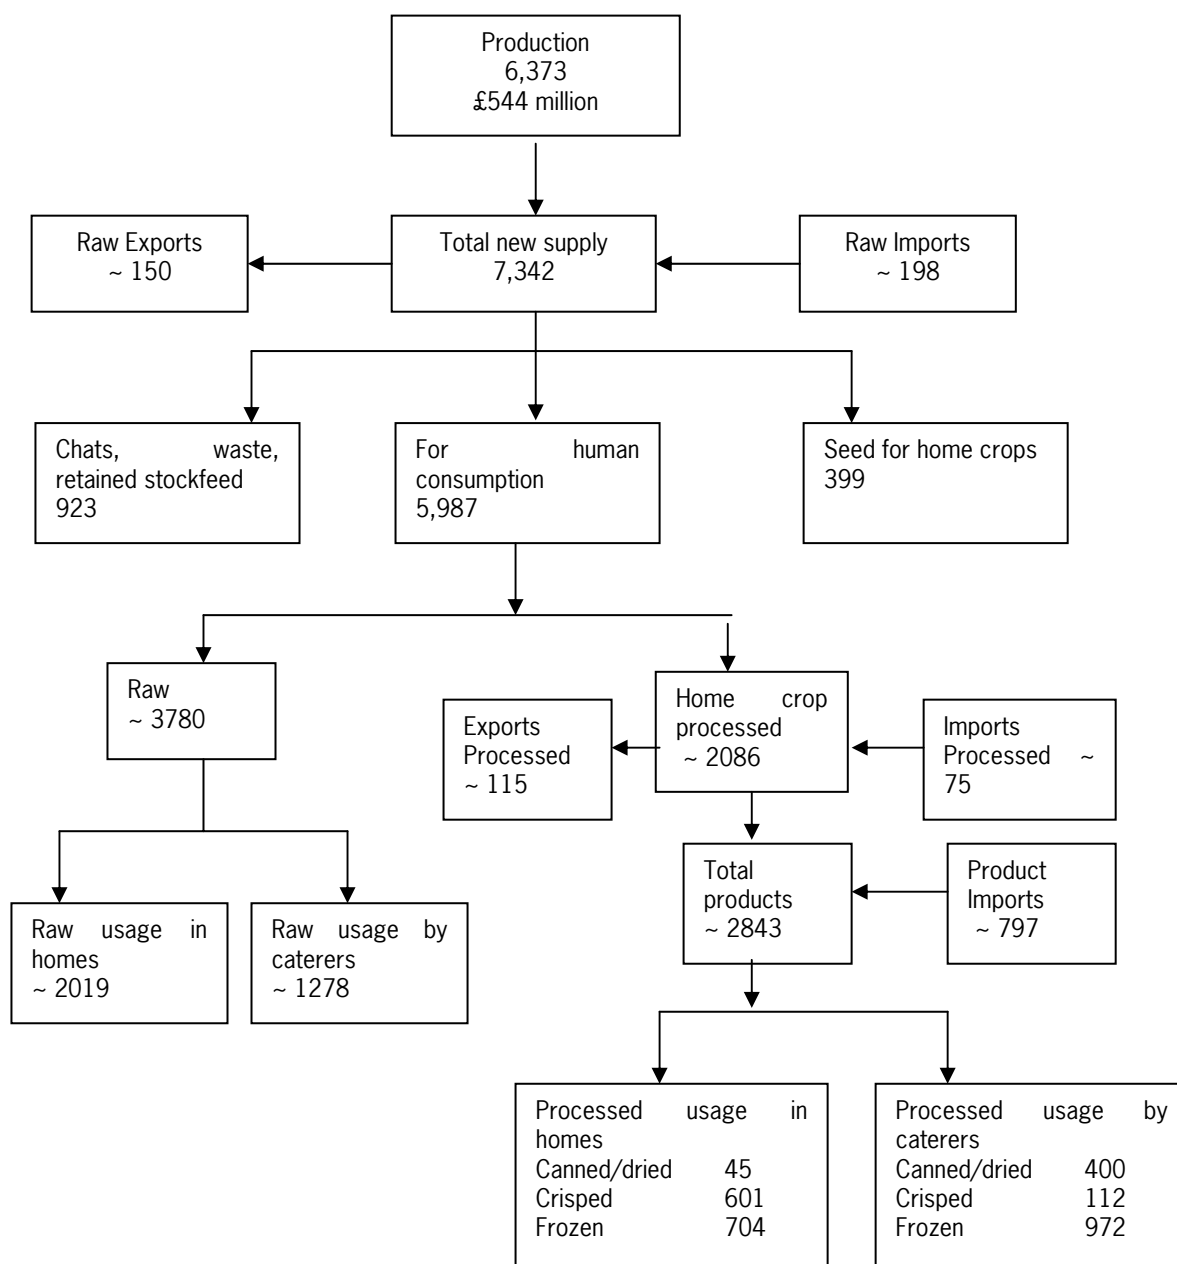 Production
6,373
£544 million
Raw Exports
~ 150
Total new supply
7,342
Raw Imports
~ 198
Chats, waste,
retained stockfeed
923
For human
consumption
5,987
Seed for home crops
399
Raw
~ 3780
Exports
Processed
~ 115
Home crop
processed
~ 2086
Imports
Processed ~
75
Total
products
~ 2843
Product
Imports
~ 797
Raw usage in
homes
~ 2019
Raw usage by
caterers
~ 1278
Processed usage in
homes
Canned/dried 45
Crisped 601
Frozen 704
Processed usage by
caterers
Canned/dried 400
Crisped 112
Frozen 972